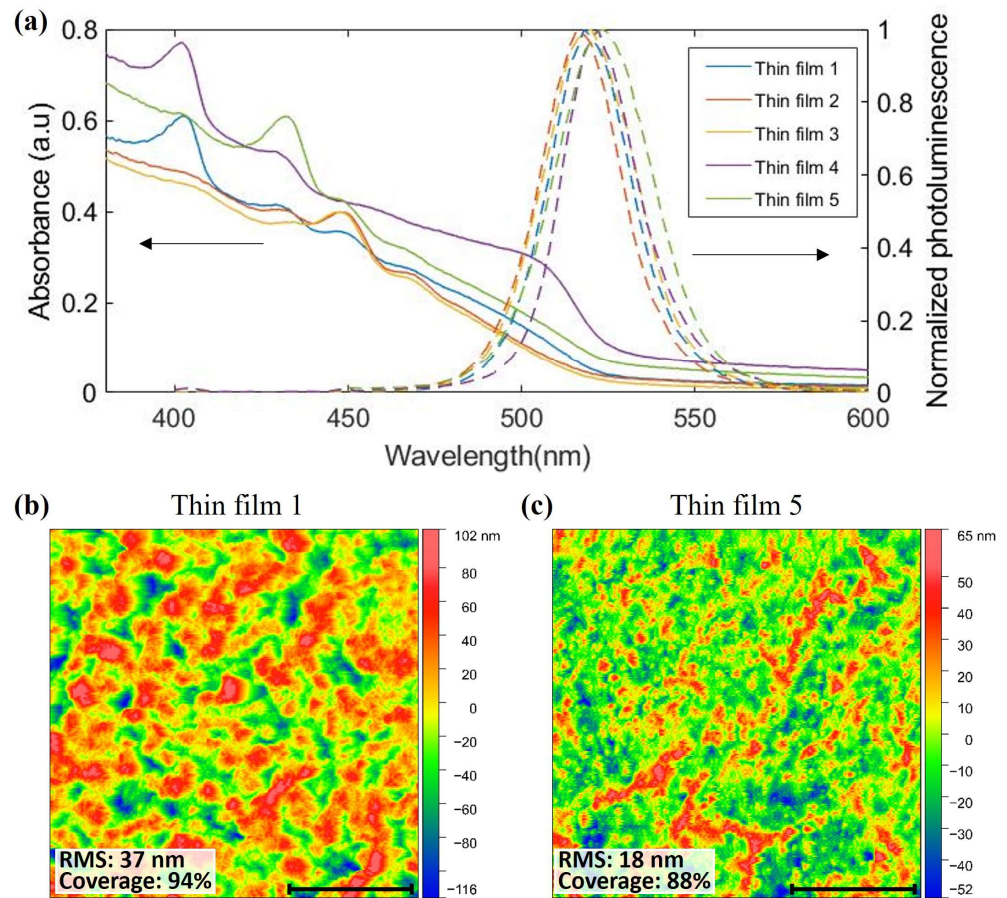 (a)
0.8
0.6
0.4
0.2
0
Absorbance (a.u)
1
0.8
0.6
0.4
0.2
0
Normalized photoluminescence
Thin film 1
Thin film 2
Thin film 3
Thin film 4
Thin film 5
400
450
500
550
600
Wavelength(nm)
(b)
Thin film 1
102 nm
80
60
40
20
0
−20
−40
−60
−80
−116
RMS: 37 nm
Coverage: 94%
(c)
Thin film 5
65 nm
50
40
30
20
10
0
−10
−20
−30
−40
−52
RMS: 18 nm
Coverage: 88%